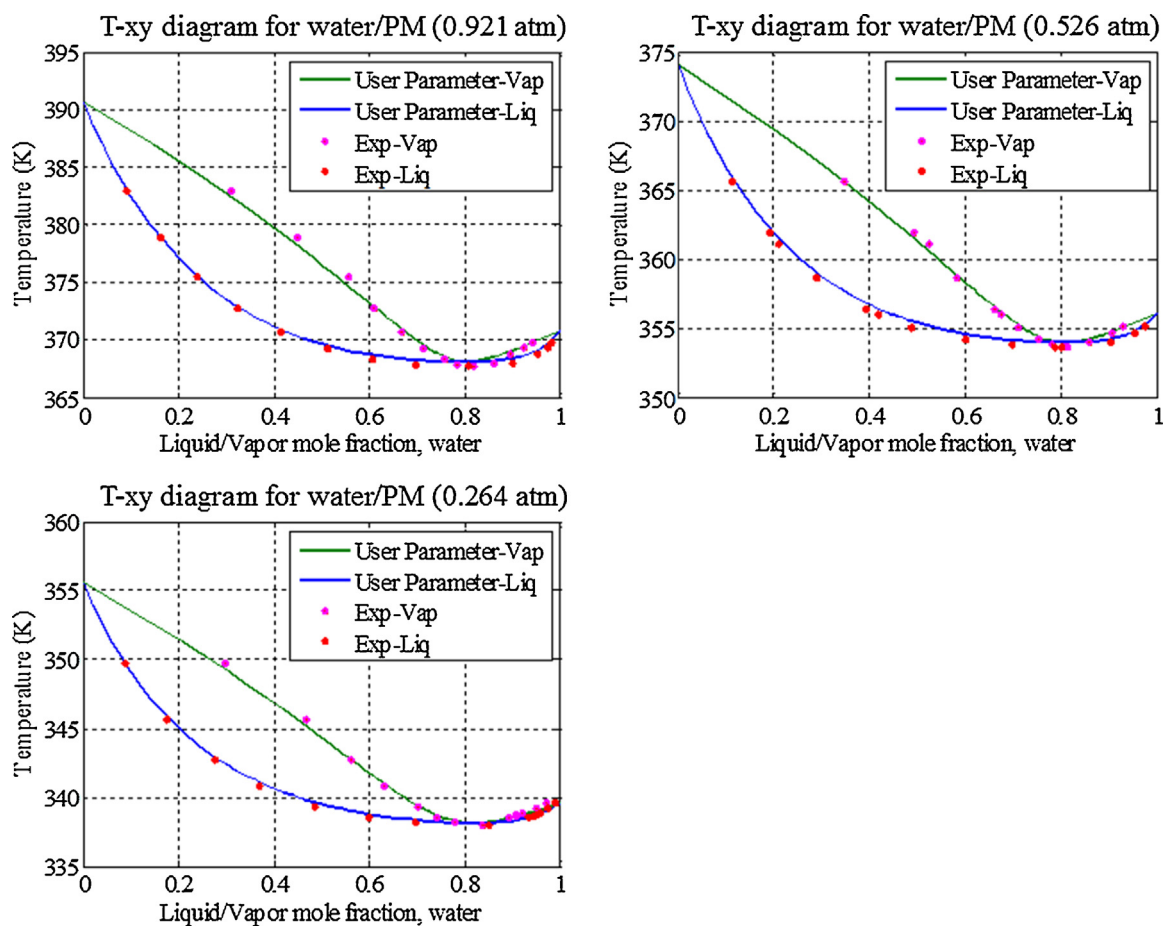 T-xy diagram for water/PM (0.921 atm)
395
390
385
380
375
370
365
Temperature (K)
User Parameter-Vap
User Parameter-Liq
Exp-Vap
Exp-Liq
0 0.2 0.4 0.6 0.8 1
Liquid/Vapor mole fraction, water
T-xy diagram for water/PM (0.526 atm)
375
370
365
360
355
350
Temperature (K)
User Parameter-Vap
User Parameter-Liq
Exp-Vap
Exp-Liq
0 0.2 0.4 0.6 0.8 1
Liquid/Vapor mole fraction, water
T-xy diagram for water/PM (0.264 atm)
360
355
350
345
340
335
Temperature (K)
User Parameter-Vap
User Parameter-Liq
Exp-Vap
Exp-Liq
0 0.2 0.4 0.6 0.8 1
Liquid/Vapor mole fraction, water